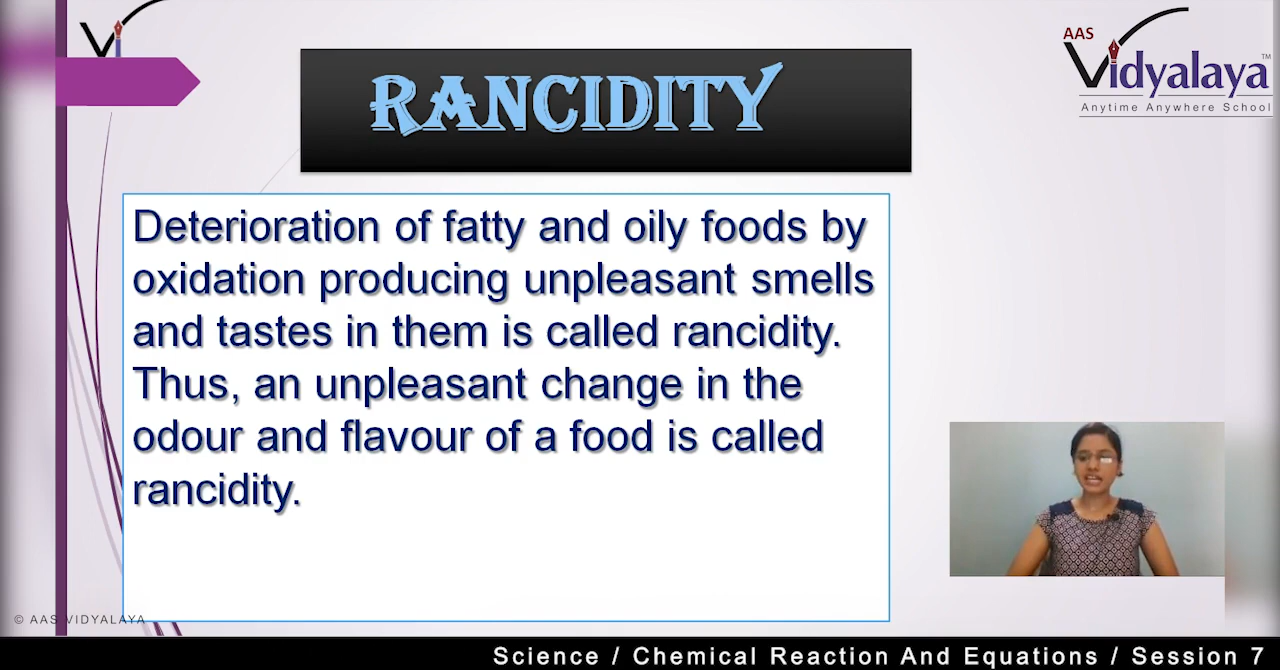 Vi
AAS
Vidyalaya™
Anytime Anywhere School
RANCIDITY
Deterioration of fatty and oily foods by
oxidation producing unpleasant smells
and tastes in them is called rancidity.
Thus, an unpleasant change in the
odour and flavour of a food is called
rancidity.
© AAS VIDYALAYA
Science / Chemical Reaction And Equations / Session 7